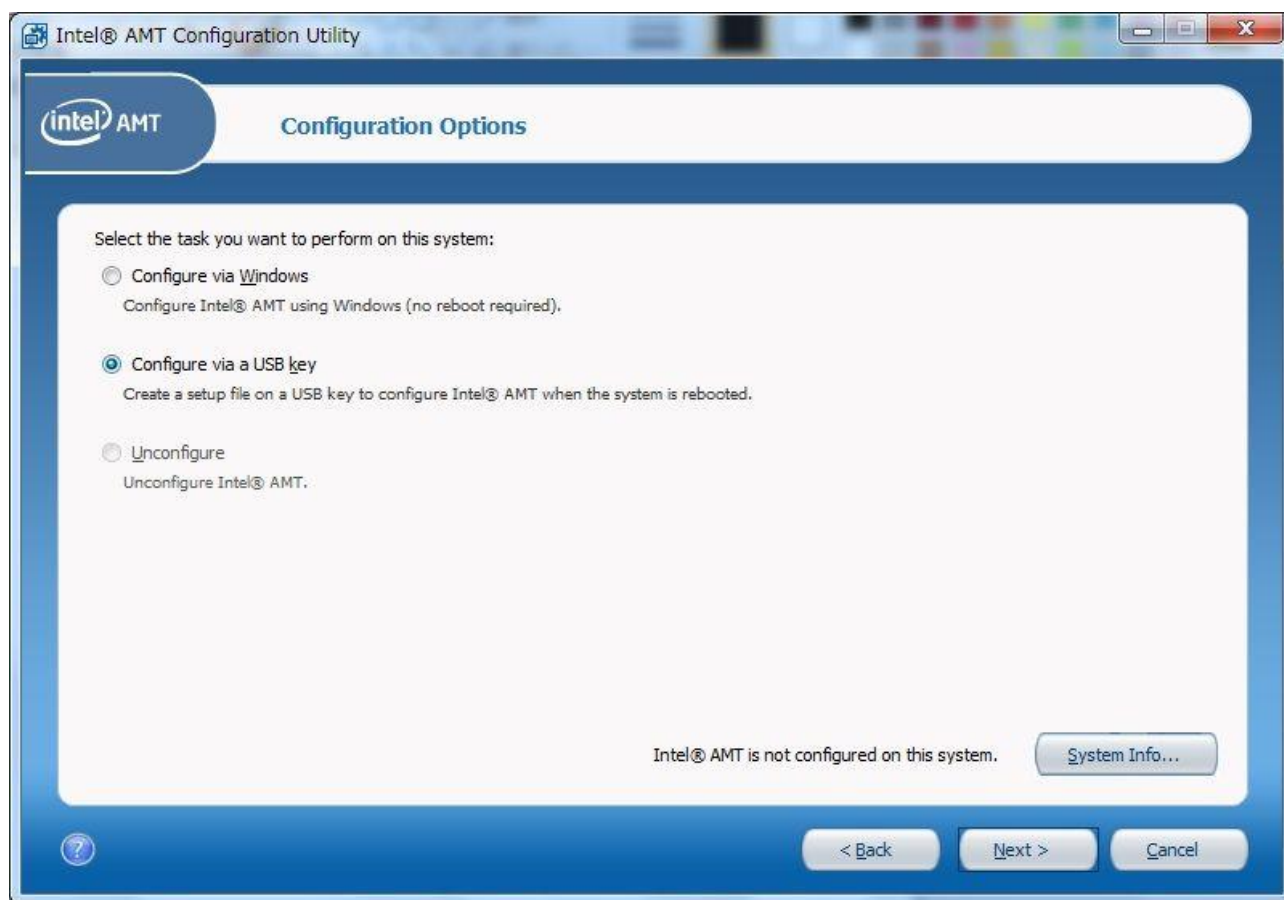 Intel® AMT Configuration Utility
intel AMT
Configuration Options
Select the task you want to perform on this system:
Configure via Windows
Configure Intel® AMT using Windows (no reboot required).
Configure via a USB key
Create a setup file on a USB key to configure Intel® AMT when the system is rebooted.
Unconfigure
Unconfigure Intel® AMT.
Intel® AMT is not configured on this system. System Info...
? < Back Next > Cancel